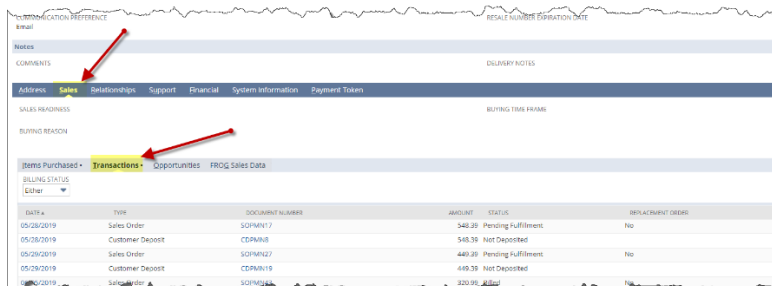 COMMUNICATION PREFERENCE RESALE NUMBER EXPIRATION DATE
Email
Notes
COMMENTS DELIVERY NOTES
Address Sales Relationships Support Financial System Information Payment Token
SALES READINESS BUYING TIME FRAME
BUYING REASON
Items Purchased • Transactions • Opportunities FROG Sales Data
BILLING STATUS
Either
DATE ▲ TYPE DOCUMENT NUMBER AMOUNT STATUS REPLACEMENT ORDER
05/28/2019 Sales Order SOPMN17 548.39 Pending Fulfillment No
05/28/2019 Customer Deposit CDPMN8 548.39 Not Deposited
05/29/2019 Sales Order SOPMN27 449.39 Pending Fulfillment No
05/29/2019 Customer Deposit CDPMN19 449.39 Not Deposited
Sales Order 320.99 Billed No